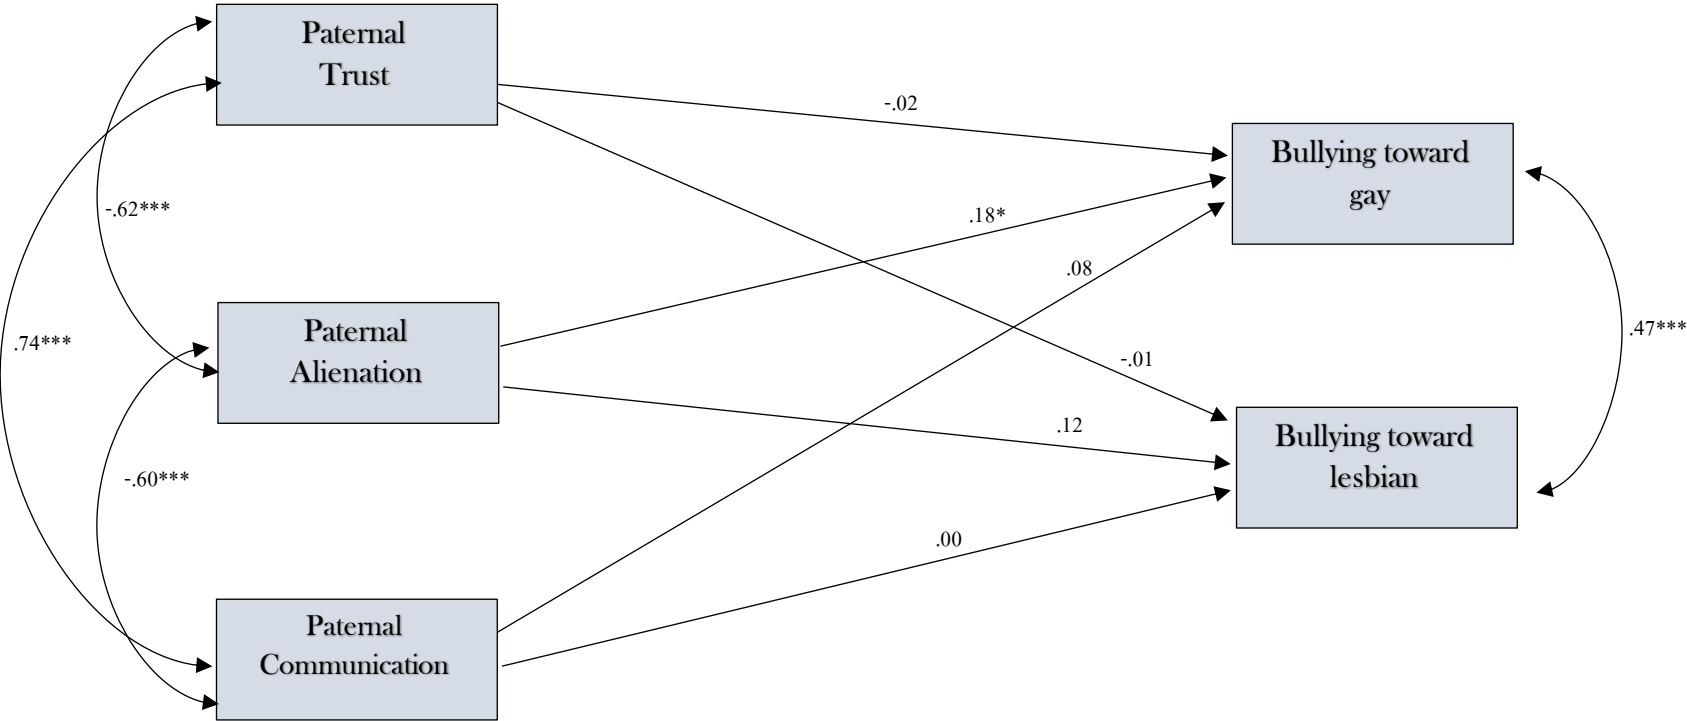 Paternal
Trust
-.02
Bullying toward
gay
-.62***
.18*
.08
Paternal
Alienation
.74***
.47***
-.01
.12
Bullying toward
lesbian
-.60***
.00
Paternal
Communication